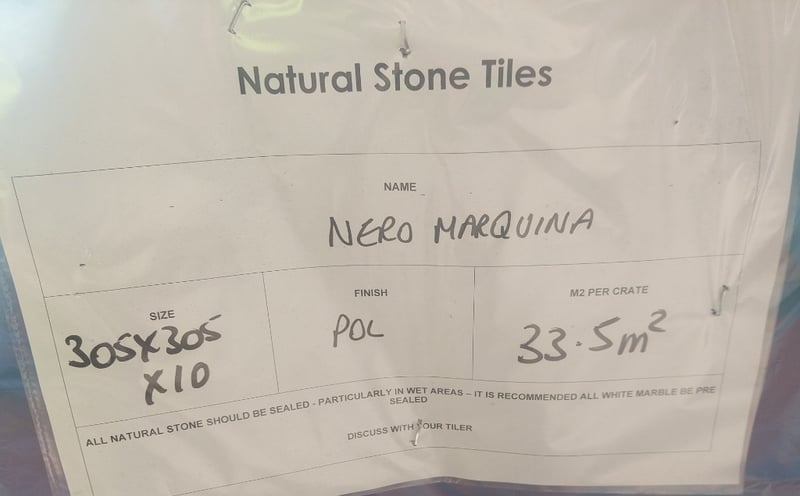 Natural Stone Tiles
NAME
NERO MARQUINA
SIZE
305X305
X10
FINISH
POL
M2 PER CRATE
33.5m²
ALL NATURAL STONE SHOULD BE SEALED - PARTICULARLY IN WET AREAS – IT IS RECOMMENDED ALL WHITE MARBLE BE PRE
SEALED
DISCUSS WITH YOUR TILER